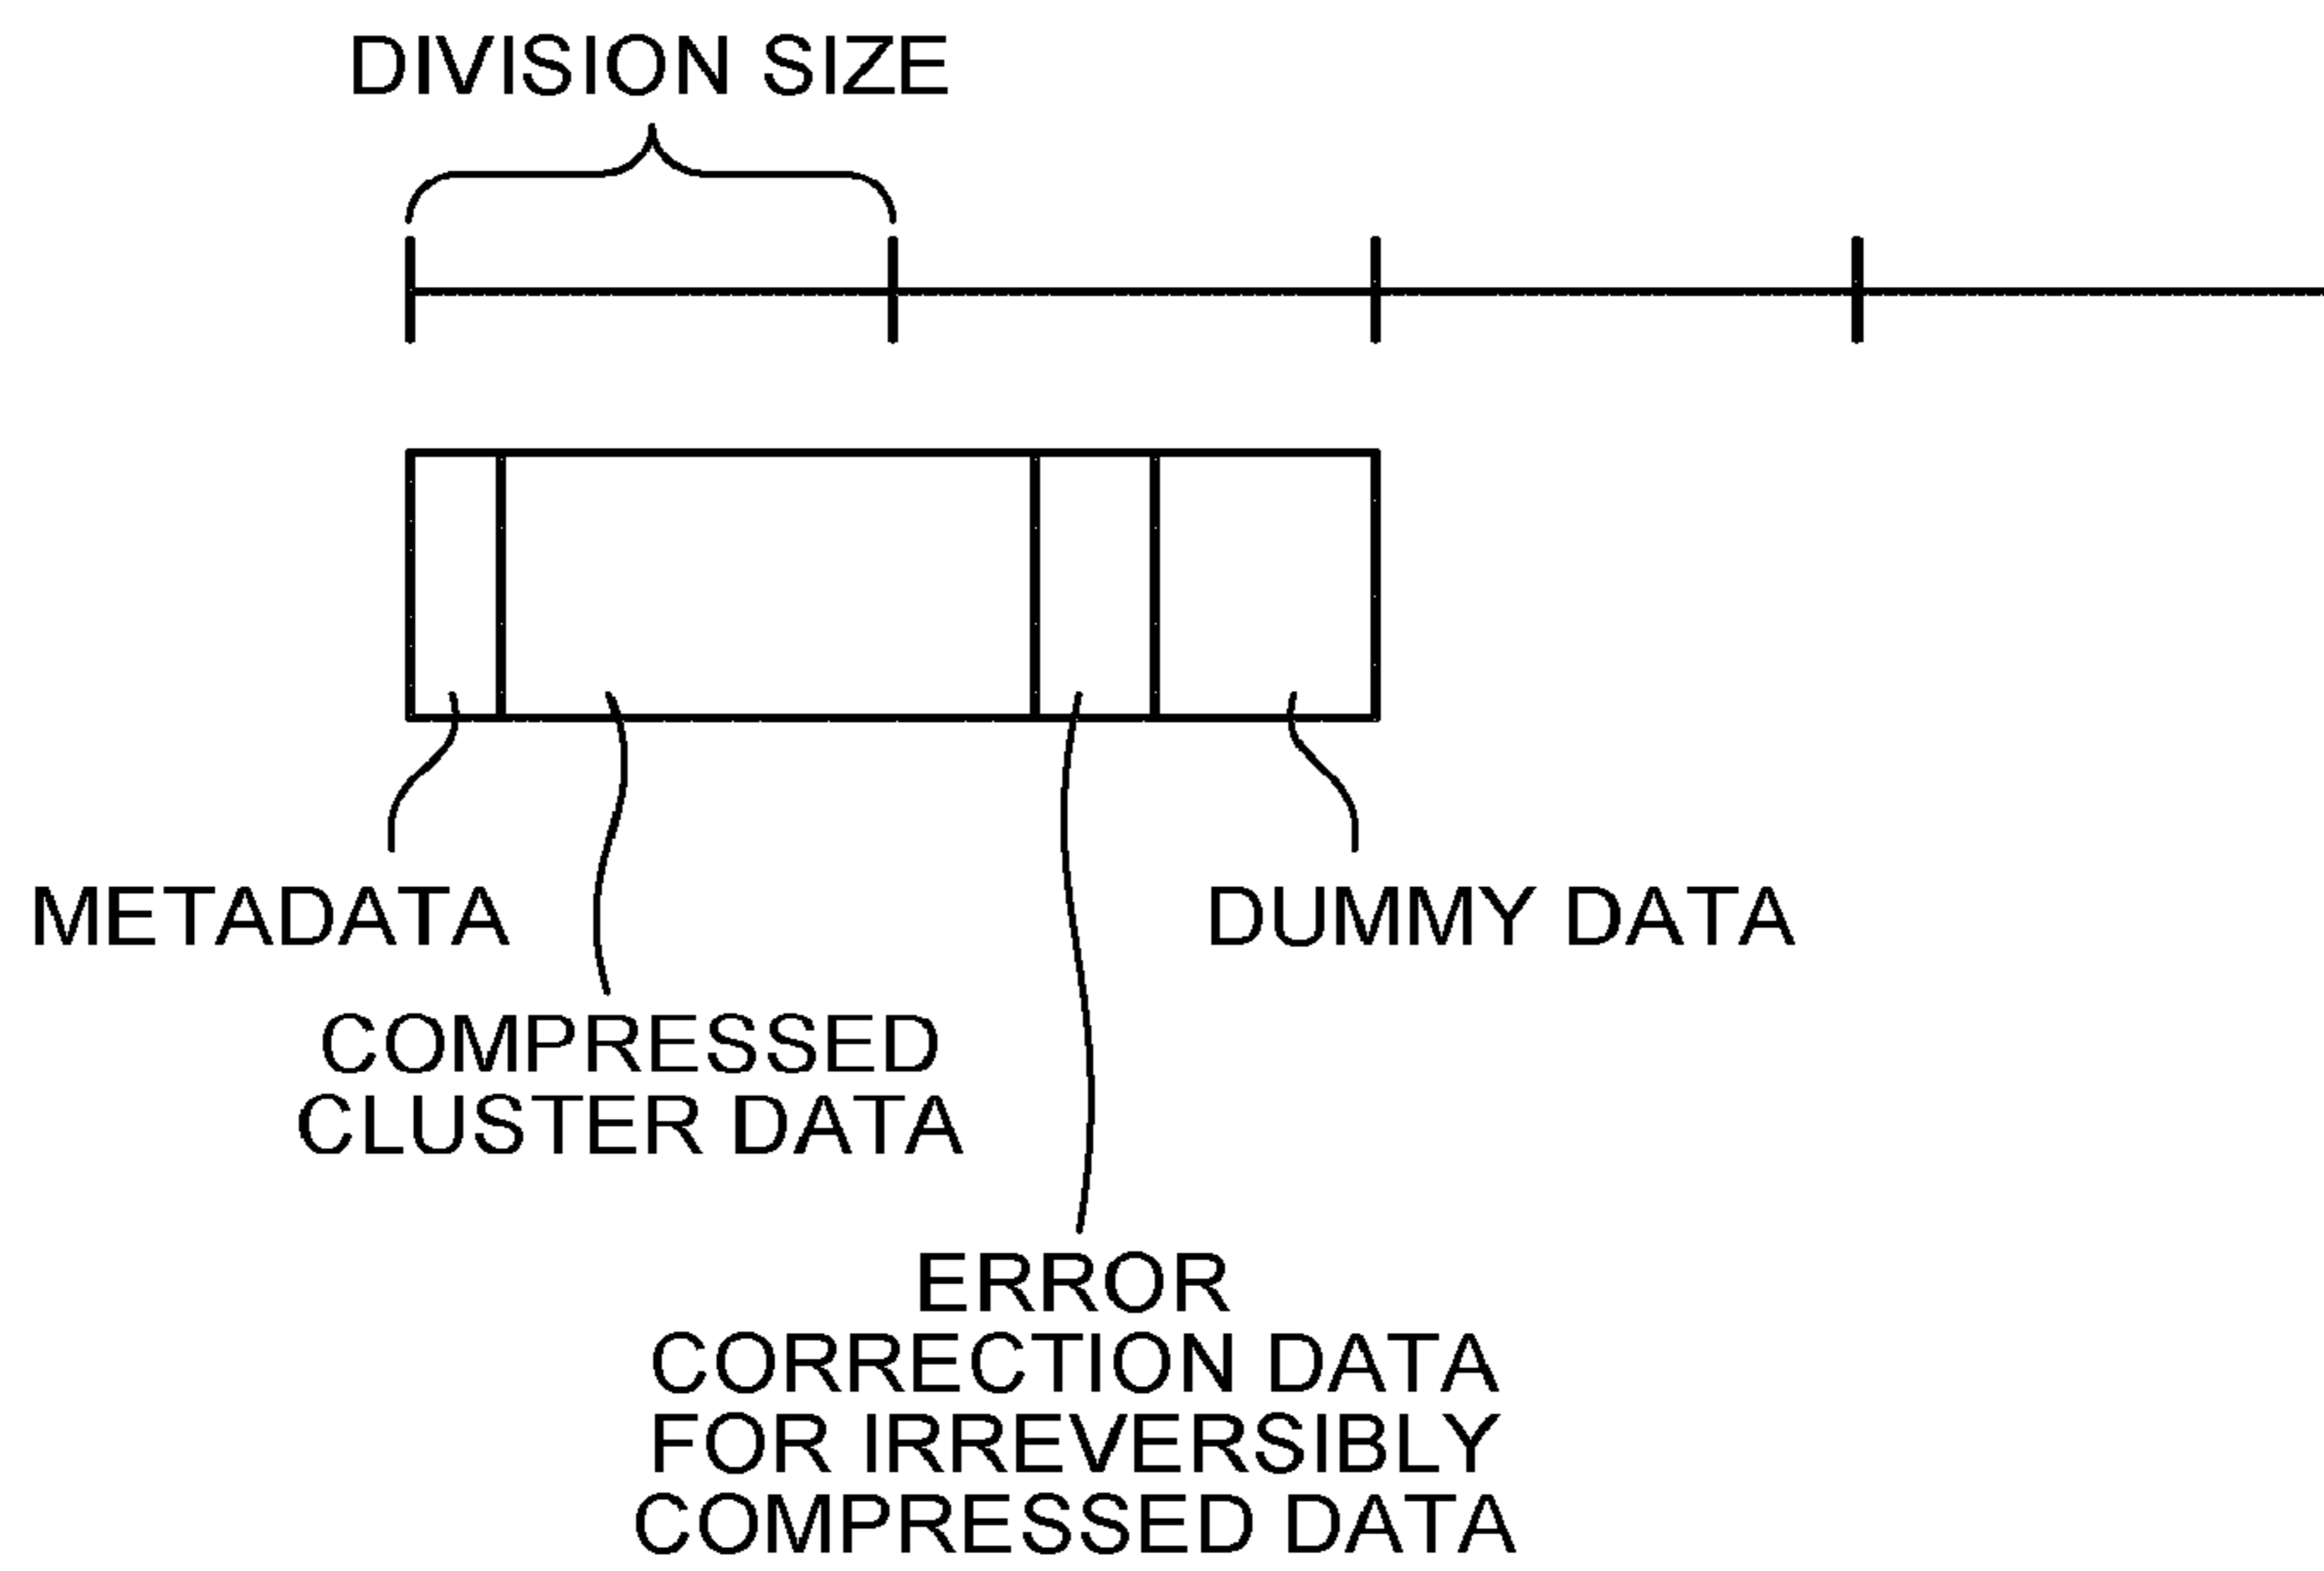 DIVISION SIZE
METADATA
DUMMY DATA
COMPRESSED
CLUSTER DATA
ERROR
CORRECTION DATA
FOR IRREVERSIBLY
COMPRESSED DATA